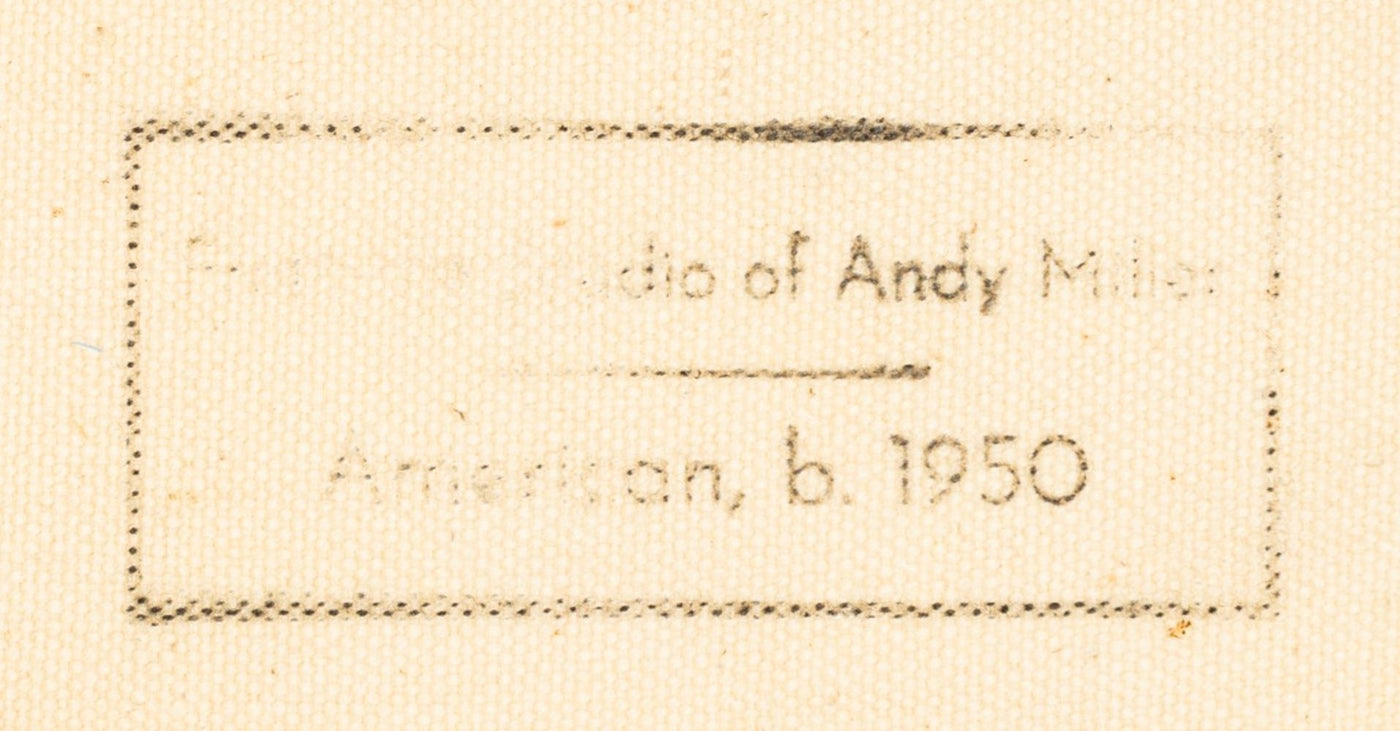 of Andy Miller
American, b. 1950